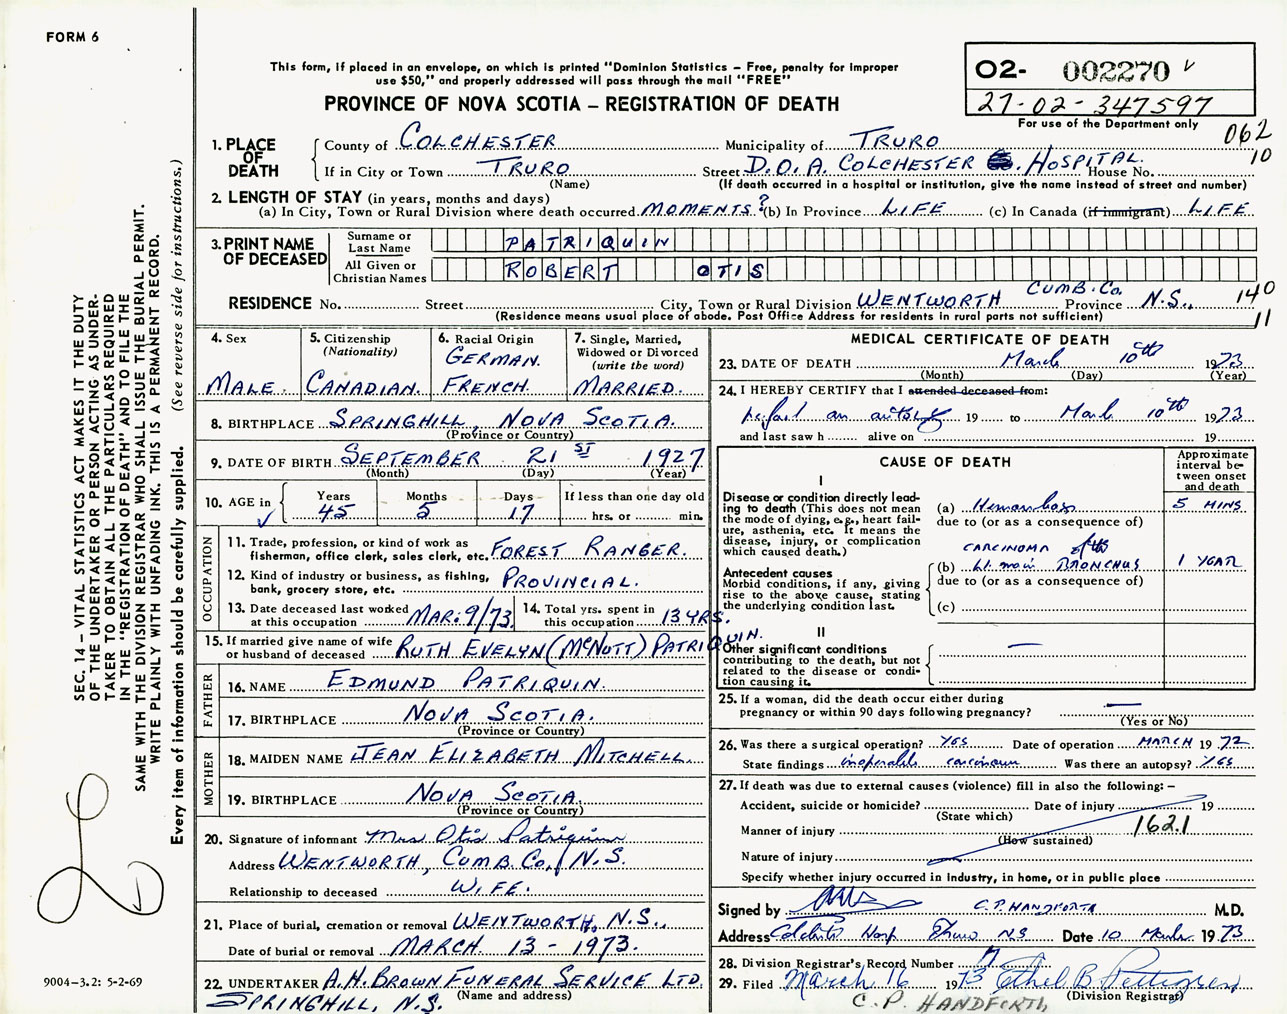 FORM 6
This form, if placed in an envelope, on which is printed "Dominion Statistics – Free, penalty for improper
use $50," and properly addressed will pass through the mail "FREE"
PROVINCE OF NOVA SCOTIA – REGISTRATION OF DEATH
02- 002270
27-02-347597
For use of the Department only
062
10
1. PLACE OF DEATH
County of COLCHESTER Municipality of TRURO
If in City or Town TRURO Street D.O.A. COLCHESTER HOSPITAL. House No.
(Name) (If death occurred in a hospital or institution, give the name instead of street and number)
2. LENGTH OF STAY (in years, months and days)
(a) In City, Town or Rural Division where death occurred MOMENTS? (b) In Province LIFE (c) In Canada (if immigrant) LIFE
3. PRINT NAME OF DECEASED
Surname or Last Name PATRIQUIN
All Given or Christian Names ROBERT OTIS
RESIDENCE No. Street City, Town or Rural Division WENTWORTH CUMB. Co. Province N.S.
140
11
(Residence means usual place of abode. Post Office Address for residents in rural parts not sufficient)
4. Sex MALE
5. Citizenship (Nationality) CANADIAN.
6. Racial Origin GERMAN. FRENCH.
7. Single, Married, Widowed or Divorced (write the word) MARRIED.
8. BIRTHPLACE SPRINGHILL, NOVA SCOTIA.
(Province or Country)
9. DATE OF BIRTH SEPTEMBER 21 ST 1927
(Month) (Day) (Year)
10. AGE in Years 45 Months 5 Days 17 If less than one day old hrs. or min.
OCCUPATION
11. Trade, profession, or kind of work as fisherman, office clerk, sales clerk, etc. FOREST RANGER.
12. Kind of industry or business, as fishing, bank, grocery store, etc. PROVINCIAL.
13. Date deceased last worked at this occupation MAR. 9/73
14. Total yrs. spent in this occupation 13 YRS.
15. If married give name of wife or husband of deceased RUTH EVELYN (McNUTT) PATRIQUIN.
FATHER
16. NAME EDMUND PATRIQUIN.
17. BIRTHPLACE NOVA SCOTIA.
(Province or Country)
MOTHER
18. MAIDEN NAME JEAN ELIZABETH MITCHELL.
19. BIRTHPLACE NOVA SCOTIA.
(Province or Country)
20. Signature of informant Mrs Otis Patriquin
Address WENTWORTH, CUMB. Co., N.S.
Relationship to deceased WIFE.
21. Place of burial, cremation or removal WENTWORTH. N.S.
Date of burial or removal MARCH. 13 - 1973.
22. UNDERTAKER A.H. BROWN FUNERAL SERVICE LTD.
(Name and address)
SPRINGHILL, N.S.
MEDICAL CERTIFICATE OF DEATH
23. DATE OF DEATH March 10th 1973
(Month) (Day) (Year)
24. I HEREBY CERTIFY that I attended deceased from:
an autopsy 19 to March 10th 1973
and last saw h alive on 19
CAUSE OF DEATH
Approximate interval between onset and death
I
Disease or condition directly leading to death (This does not mean the mode of dying, e.g., heart failure, asthenia, etc. It means the disease, injury, or complication which caused death.)
(a) Hemorrhage 5 MINS
due to (or as a consequence of)
CARCINOMA of the
Antecedent causes
Morbid conditions, if any, giving rise to the above cause, stating the underlying condition last.
(b) Lt. main BRONCHUS 1 YEAR
due to (or as a consequence of)
(c)
II
Other significant conditions contributing to the death, but not related to the disease or condition causing it. —
25. If a woman, did the death occur either during pregnancy or within 90 days following pregnancy? —
(Yes or No)
26. Was there a surgical operation? YES Date of operation MARCH 1972
State findings inoperable carcinoma Was there an autopsy? YES
27. If death was due to external causes (violence) fill in also the following: –
Accident, suicide or homicide? Date of injury 19
(State which)
Manner of injury 162.1
(How sustained)
Nature of injury
Specify whether injury occurred in industry, in home, or in public place
Signed by C.P. HANDFORTH M.D.
Address Colchester Hosp Truro NS Date 10 March 1973
28. Division Registrar's Record Number
29. Filed March 16 1973 Ethel B. Pettigrew
(Division Registrar)
C. P. HANDFORTH
SEC. 14 – VITAL STATISTICS ACT MAKES IT THE DUTY
OF THE UNDERTAKER OR PERSON ACTING AS UNDER-
TAKER TO OBTAIN ALL THE PARTICULARS REQUIRED
IN THE "REGISTRATION OF DEATH" AND TO FILE THE
SAME WITH THE DIVISION REGISTRAR WHO SHALL ISSUE THE BURIAL PERMIT.
WRITE PLAINLY WITH UNFADING INK. THIS IS A PERMANENT RECORD.
Every item of information should be carefully supplied. (See reverse side for instructions.)
9004–3.2: 5-2-69